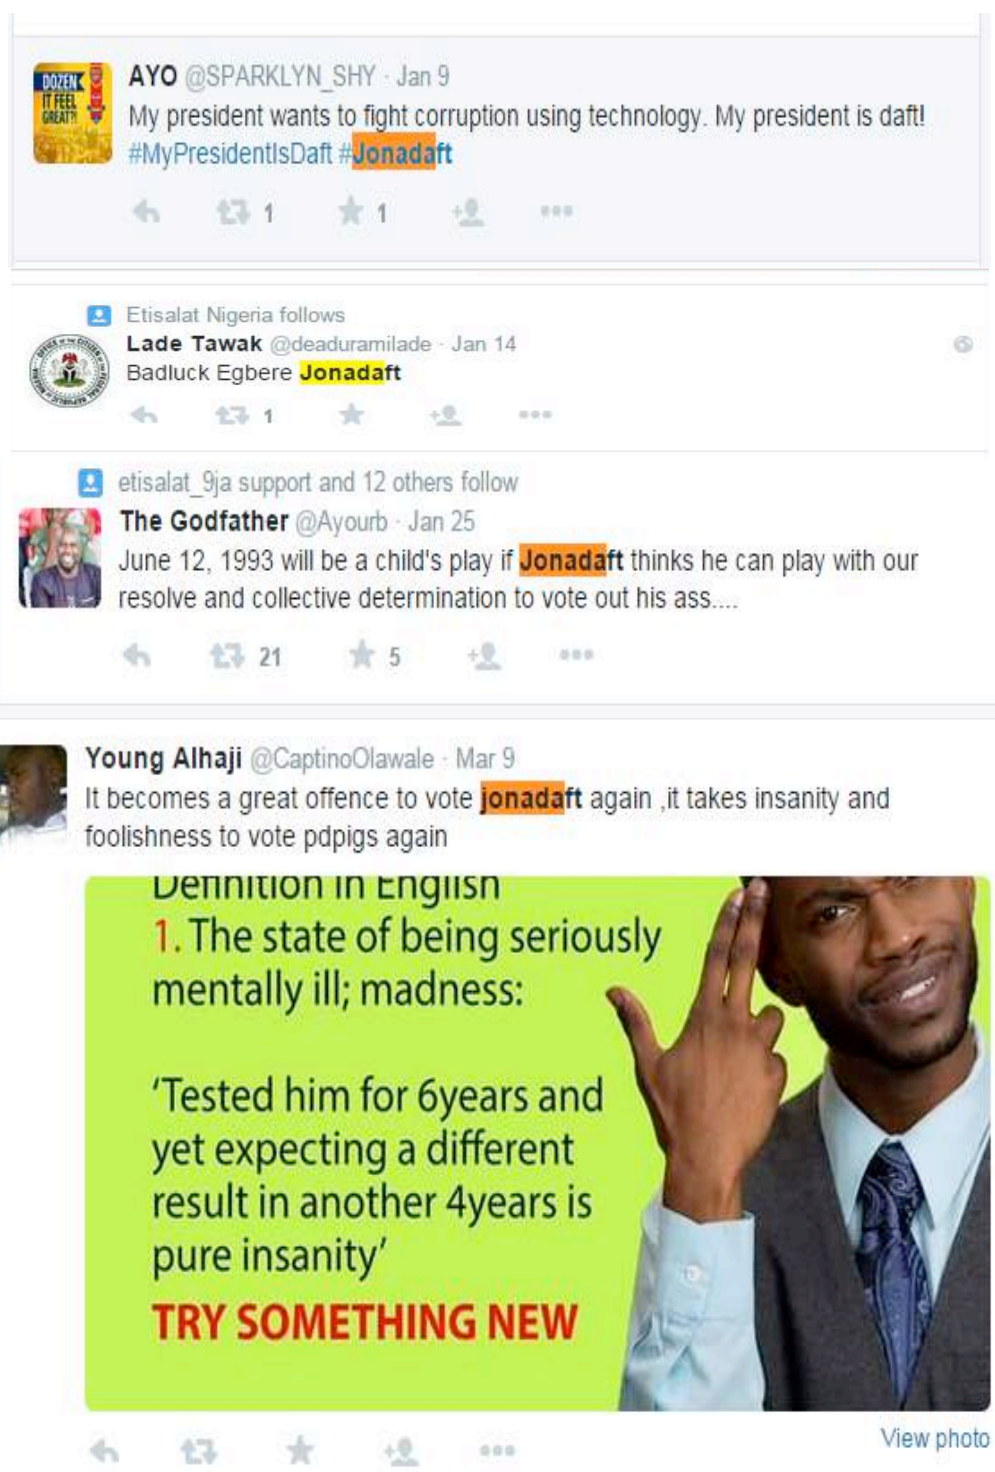 DOZEN
IT FEEL
GREAT?!
AYO @SPARKLYN_SHY · Jan 9
My president wants to fight corruption using technology. My president is daft!
#MyPresidentIsDaft #Jonadaft
1 1
Etisalat Nigeria follows
Lade Tawak @deaduramilade · Jan 14
Badluck Egbere Jonadaft
1
etisalat_9ja support and 12 others follow
The Godfather @Ayourb · Jan 25
June 12, 1993 will be a child's play if Jonadaft thinks he can play with our
resolve and collective determination to vote out his ass....
21 5
Young Alhaji @CaptinoOlawale · Mar 9
It becomes a great offence to vote jonadaft again ,it takes insanity and
foolishness to vote pdpigs again
Definition in English
1. The state of being seriously
mentally ill; madness:
'Tested him for 6years and
yet expecting a different
result in another 4years is
pure insanity'
TRY SOMETHING NEW
View photo